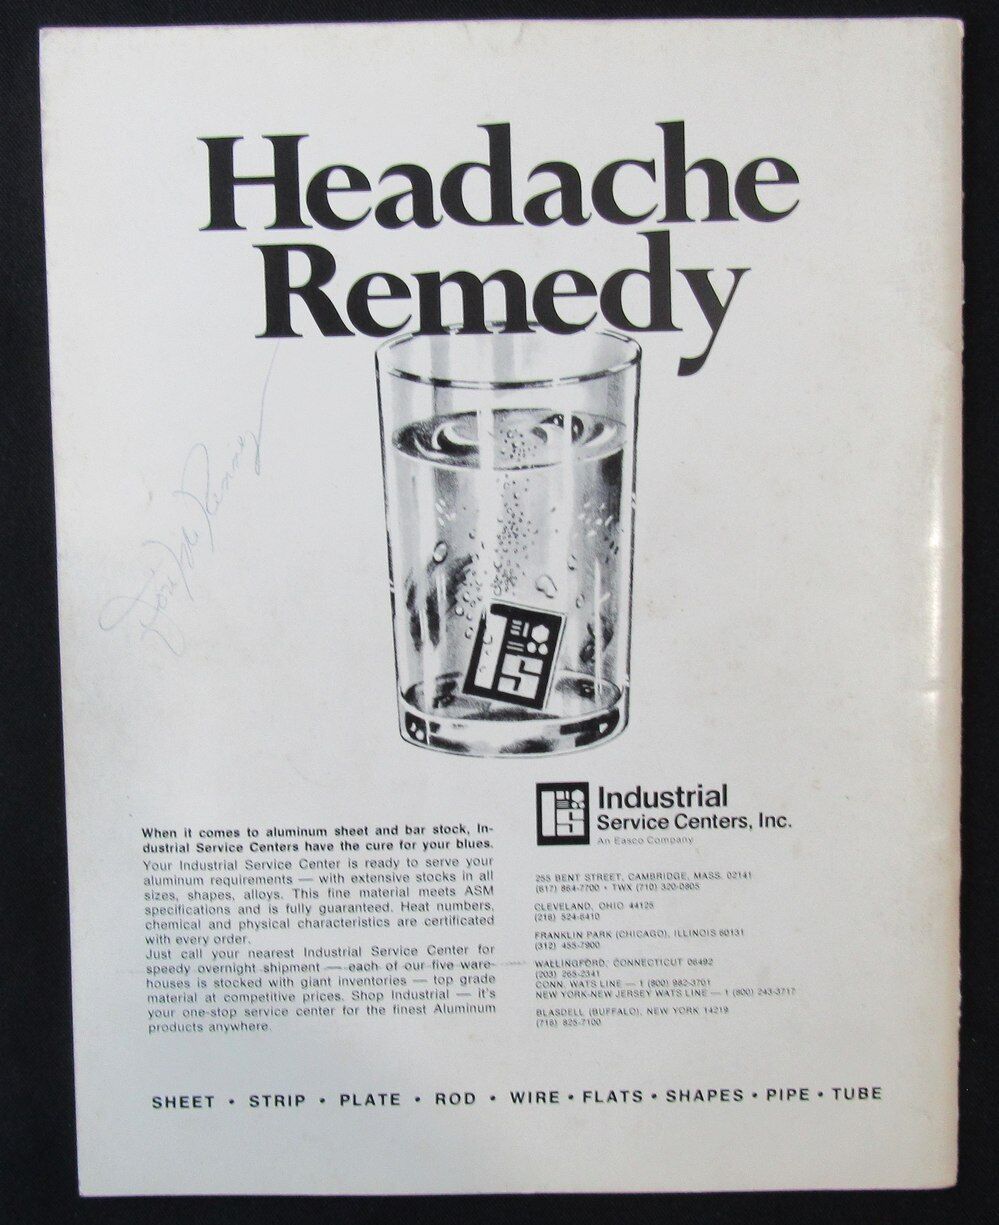 Headache
Remedy
When it comes to aluminum sheet and bar stock, In-
dustrial Service Centers have the cure for your blues.
Your Industrial Service Center is ready to serve your
aluminum requirements — with extensive stocks in all
sizes, shapes, alloys. This fine material meets ASM
specifications and is fully guaranteed. Heat numbers,
chemical and physical characteristics are certificated
with every order.
Just call your nearest Industrial Service Center for
speedy overnight shipment — each of our five ware-
houses is stocked with giant inventories — top grade
material at competitive prices. Shop Industrial — it's
your one-stop service center for the finest Aluminum
products anywhere.
Industrial
Service Centers, Inc.
An Easco Company
255 BENT STREET, CAMBRIDGE, MASS. 02141
(617) 864-7700 • TWX (710) 320-0805
CLEVELAND, OHIO 44125
(216) 524-6410
FRANKLIN PARK (CHICAGO), ILLINOIS 60131
(312) 455-7900
WALLINGFORD, CONNECTICUT 06492
(203) 265-2341
CONN. WATS LINE — 1 (800) 982-3701
NEW YORK-NEW JERSEY WATS LINE — 1 (800) 243-3717
BLASDELL (BUFFALO), NEW YORK 14219
(716) 825-7100
SHEET • STRIP • PLATE • ROD • WIRE • FLATS • SHAPES • PIPE • TUBE